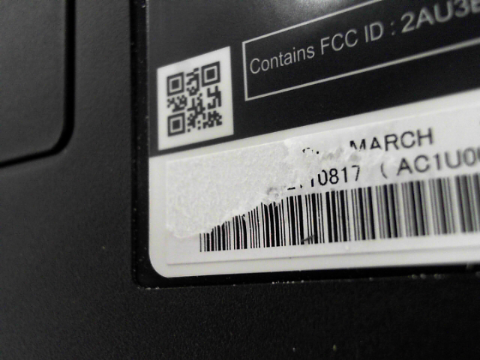 Contains FCC ID : 2AU3E
MARCH
10817 ( AC1U0